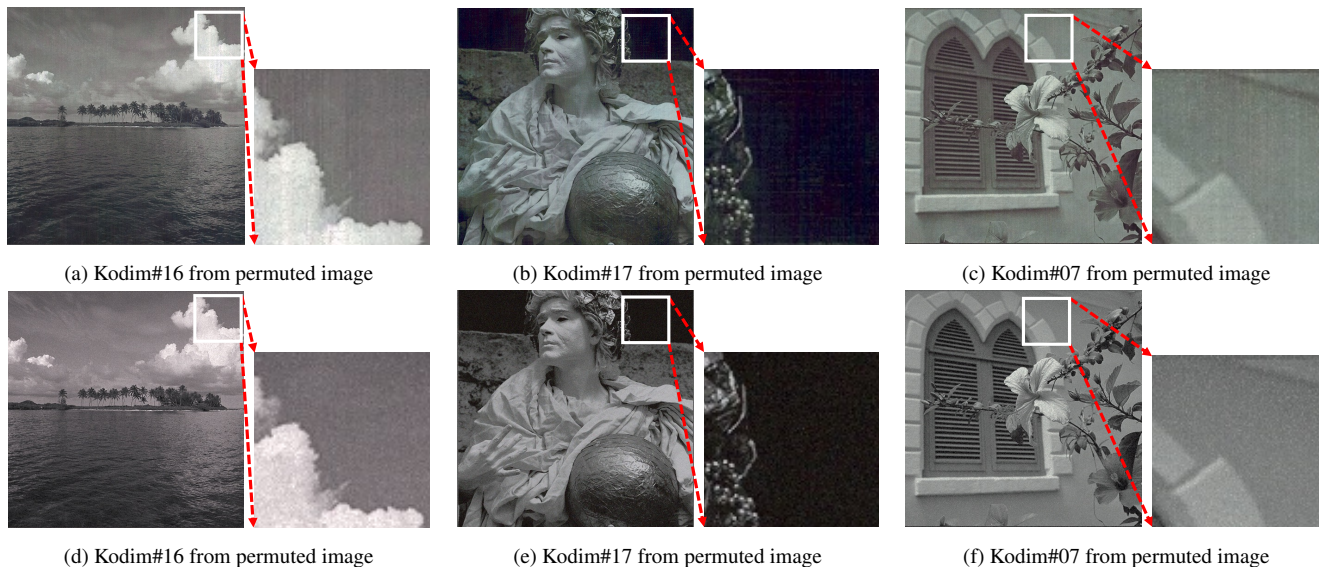 (a) Kodim#16 from permuted image
(b) Kodim#17 from permuted image
(c) Kodim#07 from permuted image
(d) Kodim#16 from permuted image
(e) Kodim#17 from permuted image
(f) Kodim#07 from permuted image